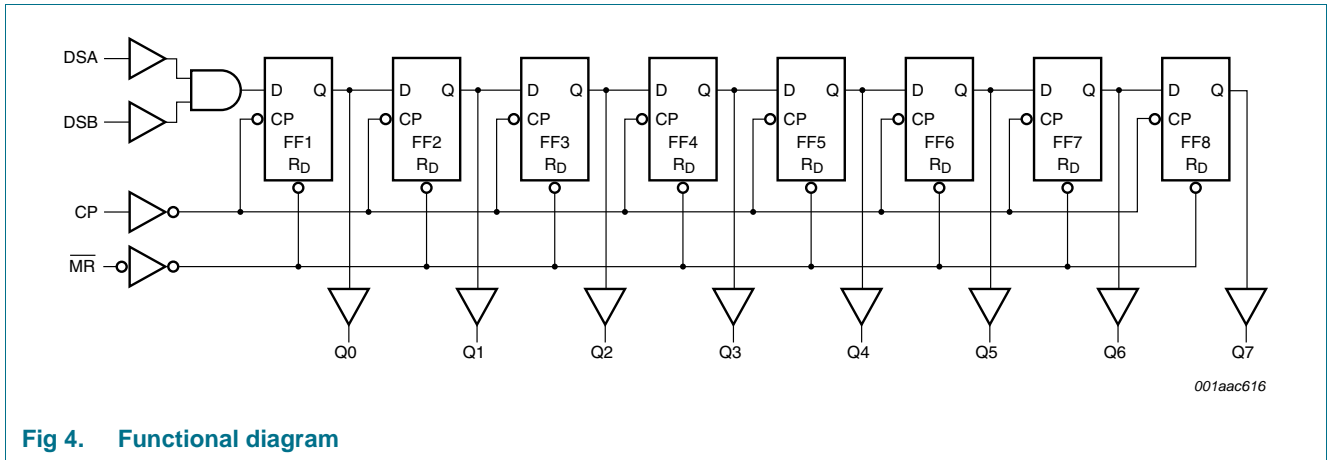 DSA
DSB
CP
MR
D Q D Q D Q D Q D Q D Q D Q D Q
CP CP CP CP CP CP CP CP
FF1 FF2 FF3 FF4 FF5 FF6 FF7 FF8
RD RD RD RD RD RD RD RD
Q0 Q1 Q2 Q3 Q4 Q5 Q6 Q7
001aac616
Fig 4. Functional diagram